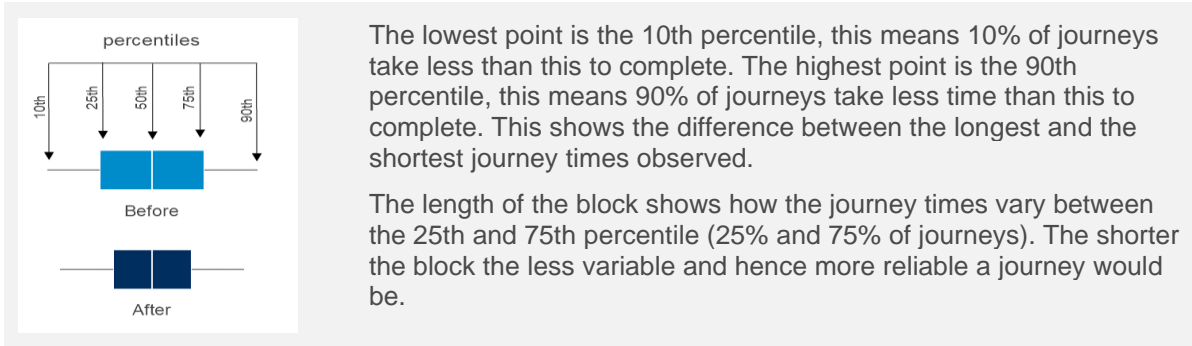 percentiles
10th
25th
50th
75th
90th
Before
After
The lowest point is the 10th percentile, this means 10% of journeys
take less than this to complete. The highest point is the 90th
percentile, this means 90% of journeys take less time than this to
complete. This shows the difference between the longest and the
shortest journey times observed.
The length of the block shows how the journey times vary between
the 25th and 75th percentile (25% and 75% of journeys). The shorter
the block the less variable and hence more reliable a journey would
be.